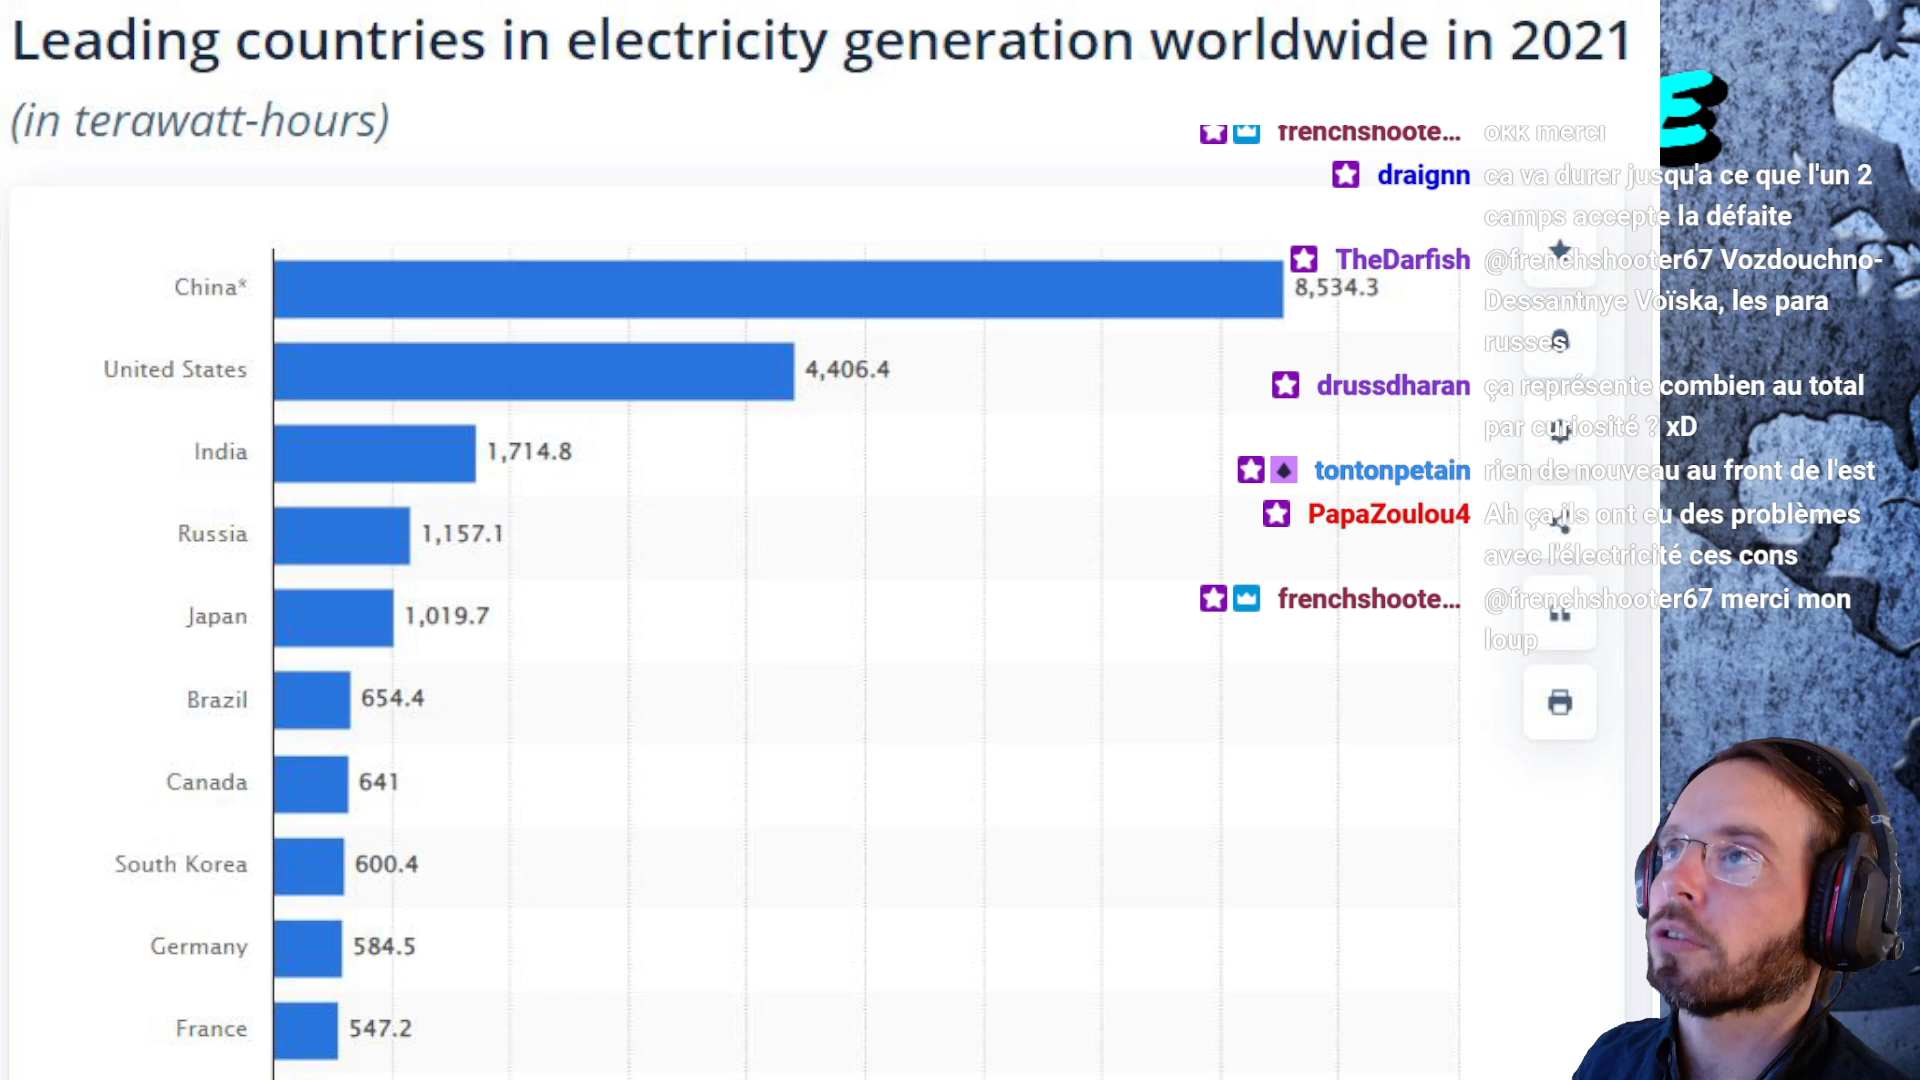 Leading countries in electricity generation worldwide in 2021
(in terawatt-hours)
China* 8,534.3
United States 4,406.4
India 1,714.8
Russia 1,157.1
Japan 1,019.7
Brazil 654.4
Canada 641
South Korea 600.4
Germany 584.5
France 547.2
E
frenchshoote... okk merci
draignn ca va durer jusqu'a ce que l'un 2
camps accepte la défaite
TheDarfish @frenchshooter67 Vozdouchno-
Dessantnye Voïska, les para
russes
drussdharan ça représente combien au total
par curiosité ? xD
tontonpetain rien de nouveau au front de l'est
PapaZoulou4 Ah ça ils ont eu des problèmes
avec l'électricité ces cons
frenchshoote... @frenchshooter67 merci mon
loup